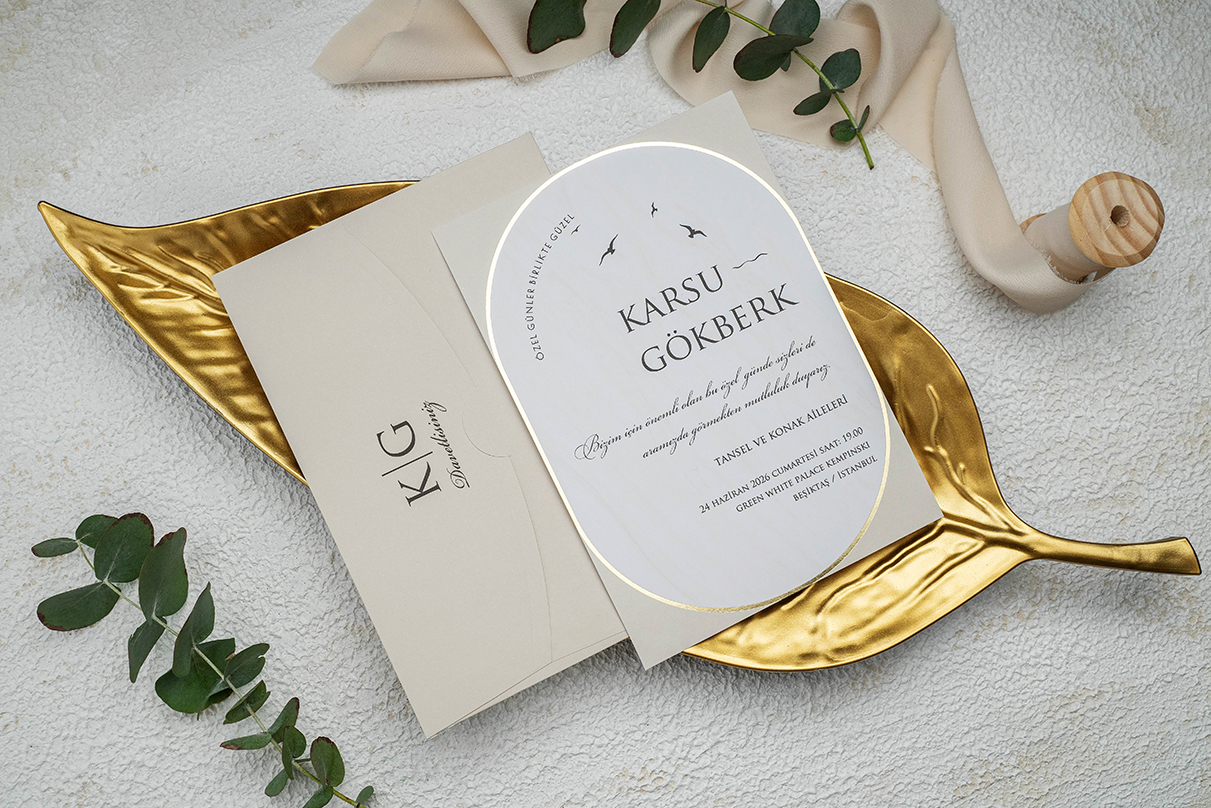 K|G
Davetlisiniz
ÖZEL GÜNLER BİRLİKTE GÜZEL
KARSU
GÖKBERK
Bizim için önemli olan bu özel günde sizleri de
aramızda görmekten mutluluk duyarız.
TANSEL VE KONAK AİLELERİ
24 HAZİRAN 2026 CUMARTESİ SAAT: 19.00
GREEN WHITE PALACE KEMPINSKI
BEŞİKTAŞ / İSTANBUL